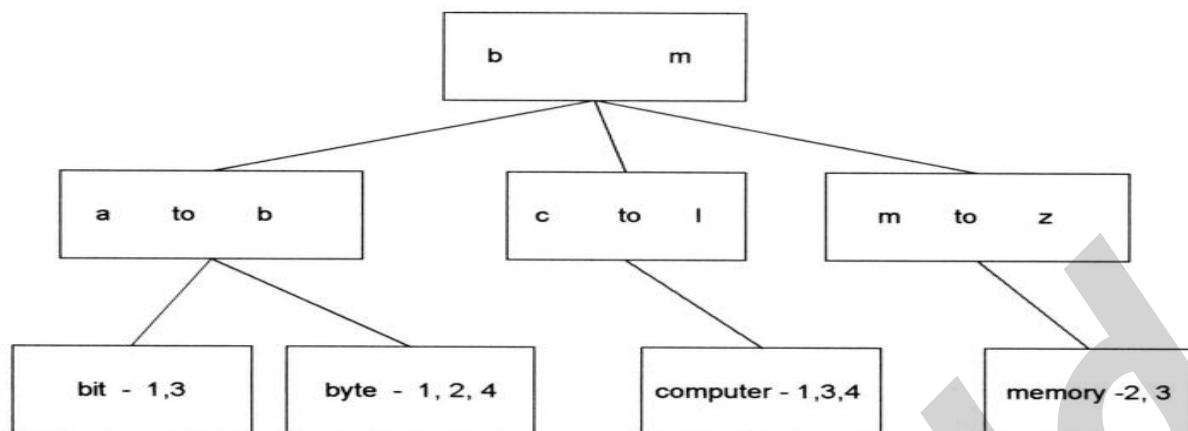 b m
a to b
c to l
m to z
bit - 1,3
byte - 1, 2, 4
computer - 1,3,4
memory -2, 3